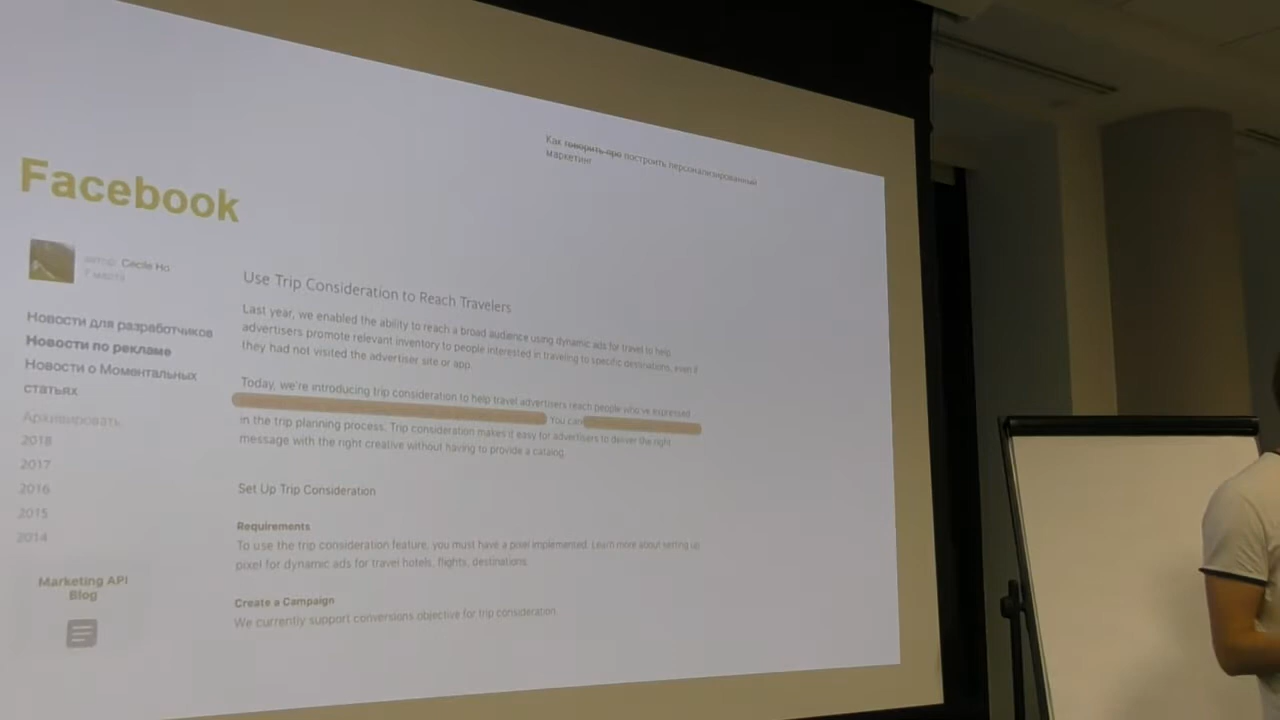 Как говорить про построить персонализированный
маркетинг
Facebook
автор: Cecile Ho
7 марта
Новости для разработчиков
Новости по рекламе
Новости о Моментальных
статьях
Архивировать
2018
2017
2016
2015
2014
Marketing API
Blog
Use Trip Consideration to Reach Travelers
Last year, we enabled the ability to reach a broad audience using dynamic ads for travel to help
advertisers promote relevant inventory to people interested in traveling to specific destinations, even if
they had not visited the advertiser site or app.
Today, we're introducing trip consideration to help travel advertisers reach people who've expressed
You can
in the trip planning process. Trip consideration makes it easy for advertisers to deliver the right
message with the right creative without having to provide a catalog.
Set Up Trip Consideration
Requirements
To use the trip consideration feature, you must have a pixel implemented. Learn more about setting up
pixel for dynamic ads for travel hotels, flights, destinations.
Create a Campaign
We currently support conversions objective for trip consideration.